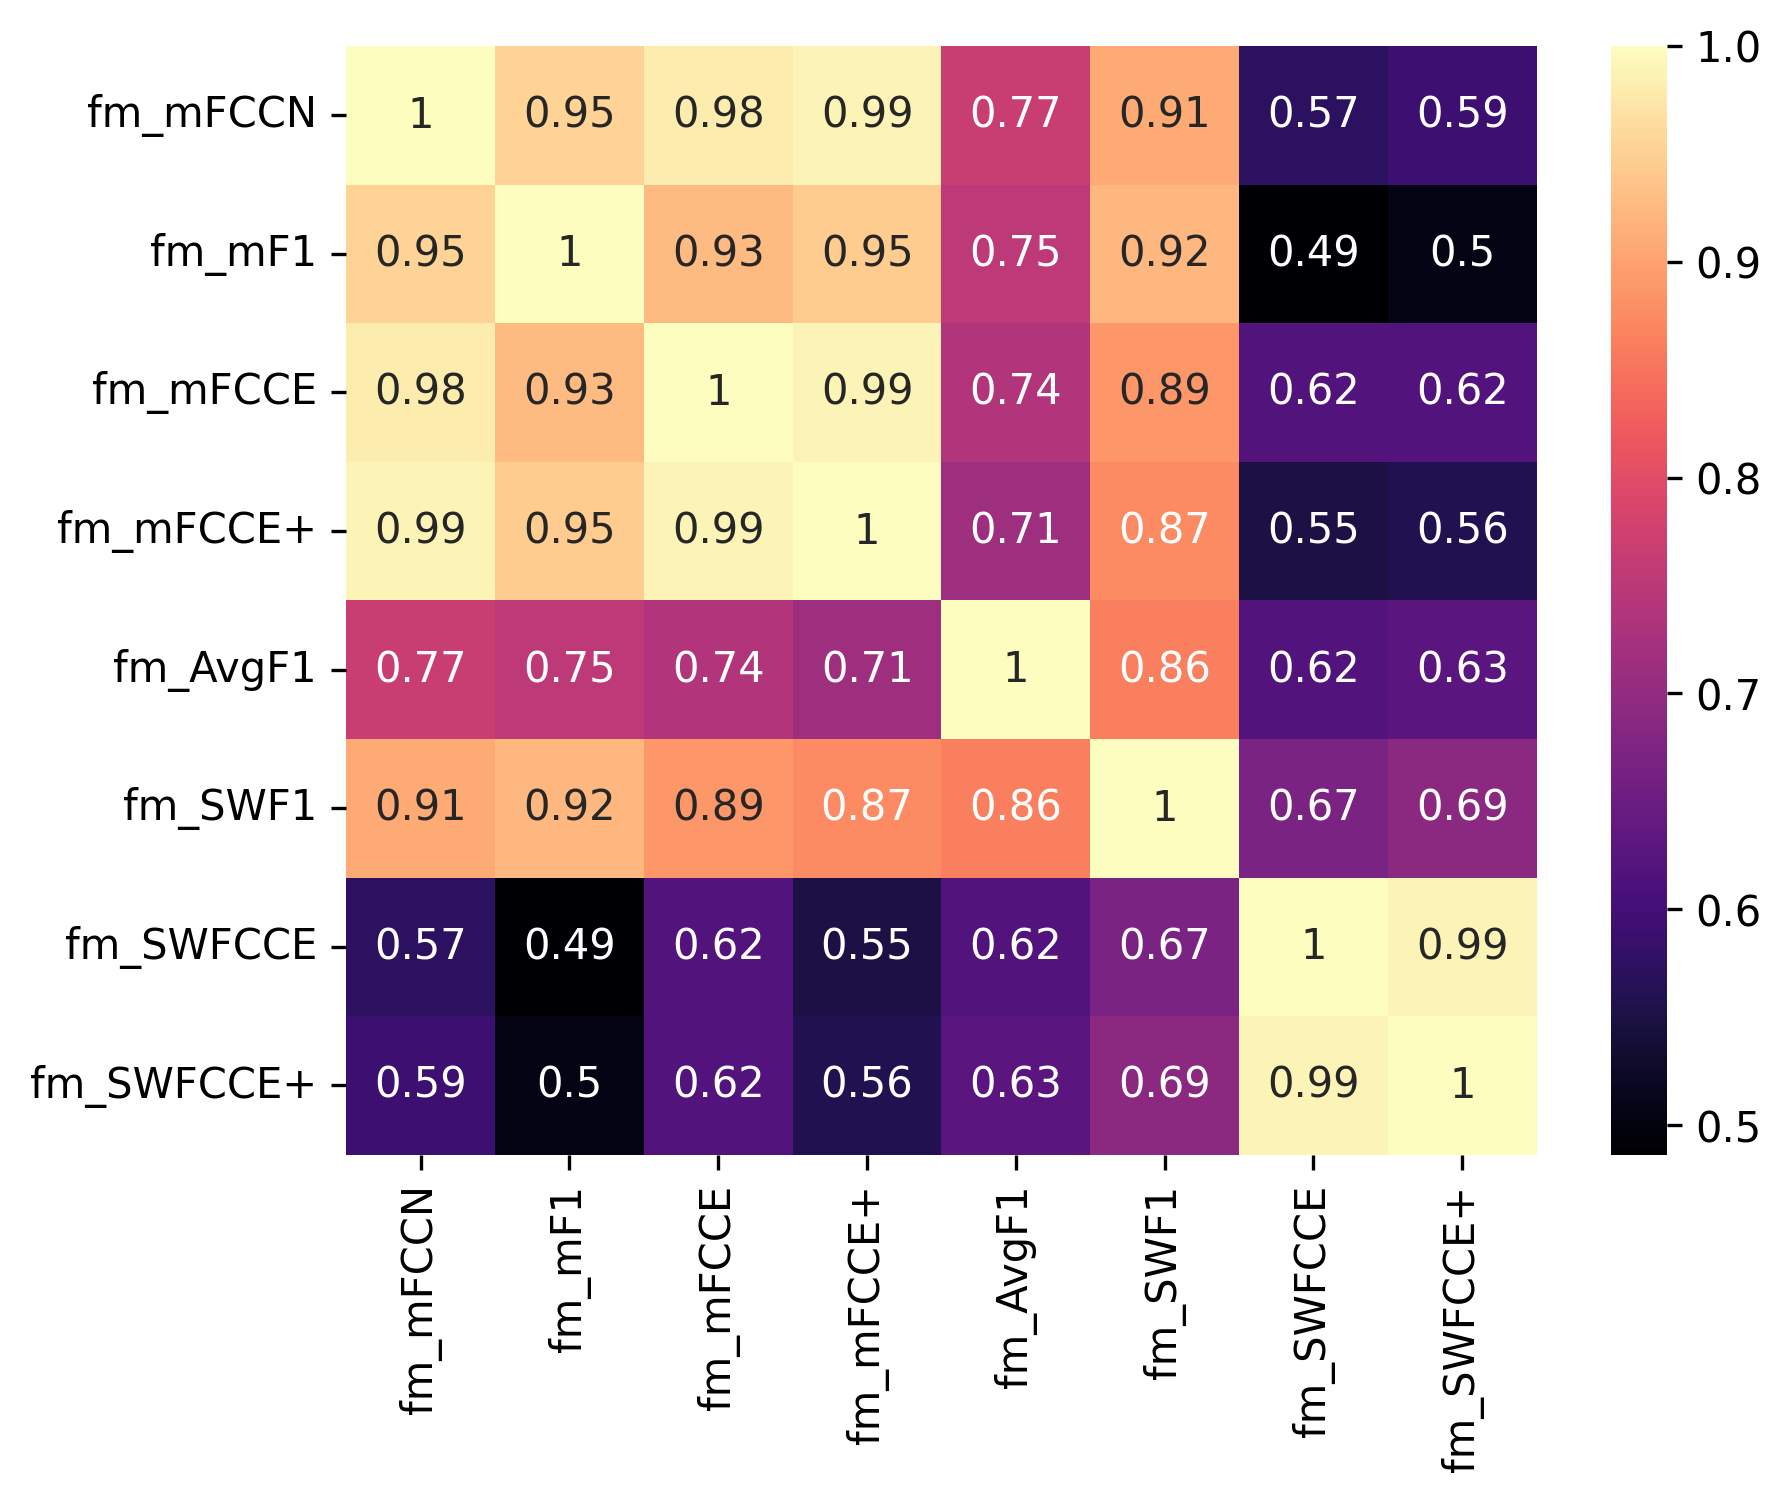 fm_mFCCN 1 0.95 0.98 0.99 0.77 0.91 0.57 0.59
fm_mF1 0.95 1 0.93 0.95 0.75 0.92 0.49 0.5
fm_mFCCE 0.98 0.93 1 0.99 0.74 0.89 0.62 0.62
fm_mFCCE+ 0.99 0.95 0.99 1 0.71 0.87 0.55 0.56
fm_AvgF1 0.77 0.75 0.74 0.71 1 0.86 0.62 0.63
fm_SWF1 0.91 0.92 0.89 0.87 0.86 1 0.67 0.69
fm_SWFCCE 0.57 0.49 0.62 0.55 0.62 0.67 1 0.99
fm_SWFCCE+ 0.59 0.5 0.62 0.56 0.63 0.69 0.99 1
fm_mFCCN
fm_mF1
fm_mFCCE
fm_mFCCE+
fm_AvgF1
fm_SWF1
fm_SWFCCE
fm_SWFCCE+
1.0
0.9
0.8
0.7
0.6
0.5